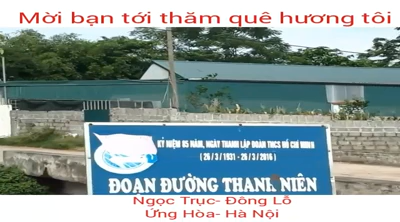 Mời bạn tới thăm quê hương tôi
KỶ NIỆM 85 NĂM, NGÀY THANH LẬP ĐOÀN TNCS HỒ CHÍ MINH
( 26 / 3 / 1931 - 26 / 3 / 2016 )
ĐOẠN ĐƯỜNG THANH NIÊN
Ngọc Trục- Đông Lỗ
Ứng Hòa- Hà Nội